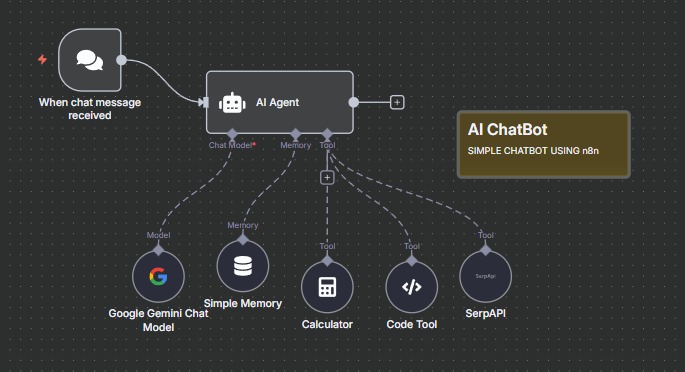 When chat message
received
AI Agent
Chat Model*
Memory
Tool
AI ChatBot
SIMPLE CHATBOT USING n8n
Model
Memory
Tool
Tool
Tool
SerpApi
Google Gemini Chat
Model
Simple Memory
Calculator
Code Tool
SerpAPI